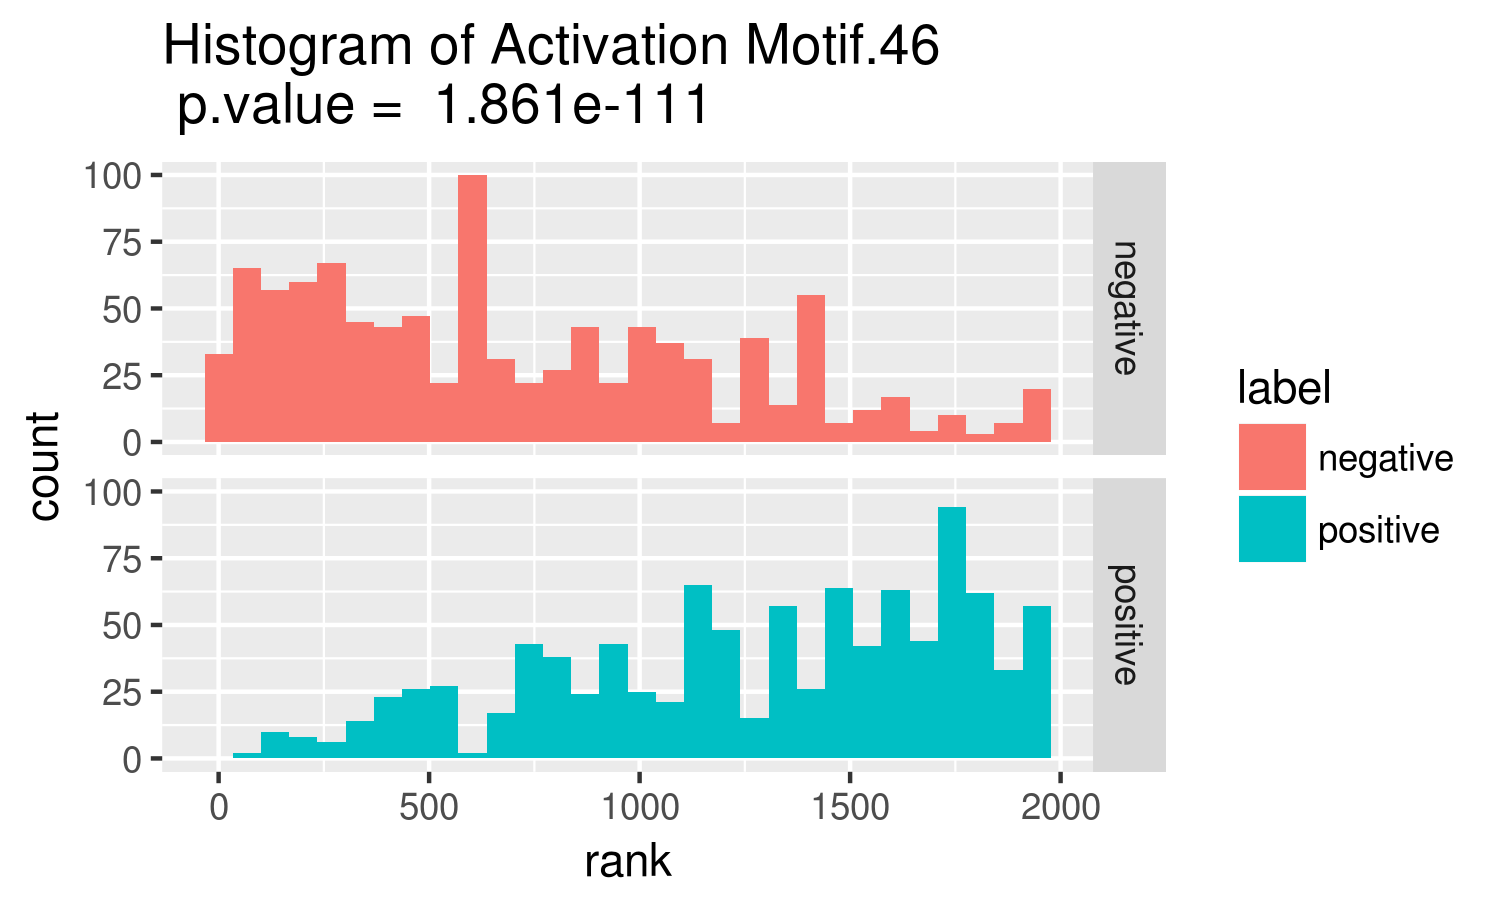 Histogram of Activation Motif.46
p.value = 1.861e-111
100
75
50
25
0
negative
count
100
75
50
25
0
positive
0 500 1000 1500 2000
rank
label
negative
positive